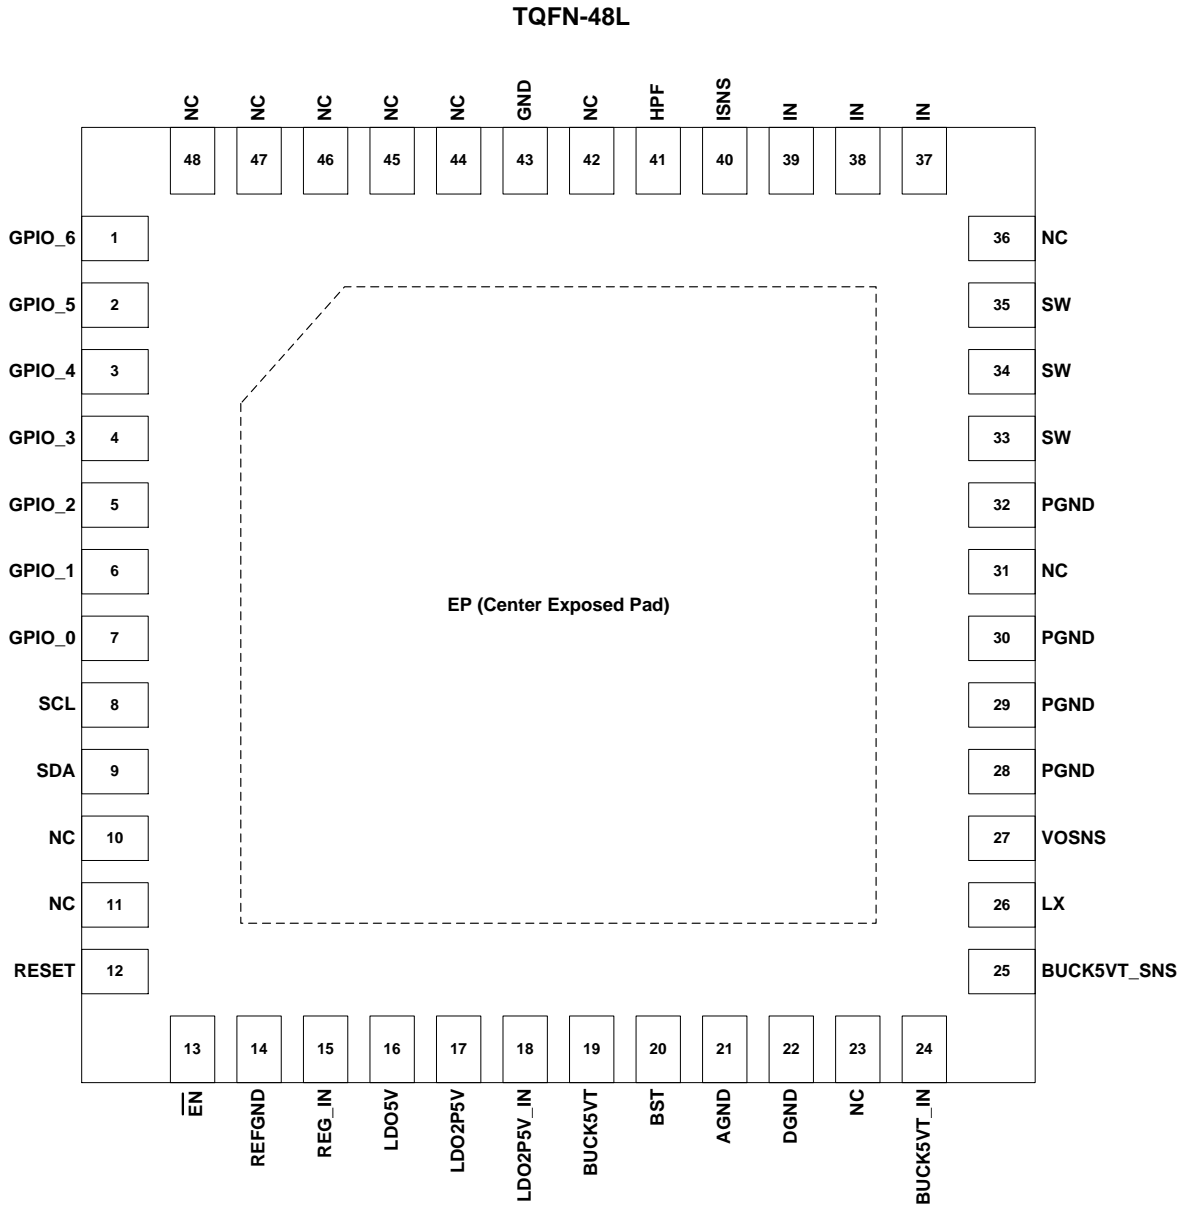 TQFN-48L
NC
NC
NC
NC
NC
GND
NC
HPF
ISNS
IN
IN
IN
48
47
46
45
44
43
42
41
40
39
38
37
GPIO_6 1
36 NC
GPIO_5 2
35 SW
GPIO_4 3
34 SW
GPIO_3 4
33 SW
GPIO_2 5
32 PGND
GPIO_1 6
31 NC
EP (Center Exposed Pad)
GPIO_0 7
30 PGND
SCL 8
29 PGND
SDA 9
28 PGND
NC 10
27 VOSNS
NC 11
26 LX
RESET 12
25 BUCK5VT_SNS
13
14
15
16
17
18
19
20
21
22
23
24
E̅N̅
REFGND
REG_IN
LDO5V
LDO2P5V
LDO2P5V_IN
BUCK5VT
BST
AGND
DGND
NC
BUCK5VT_IN